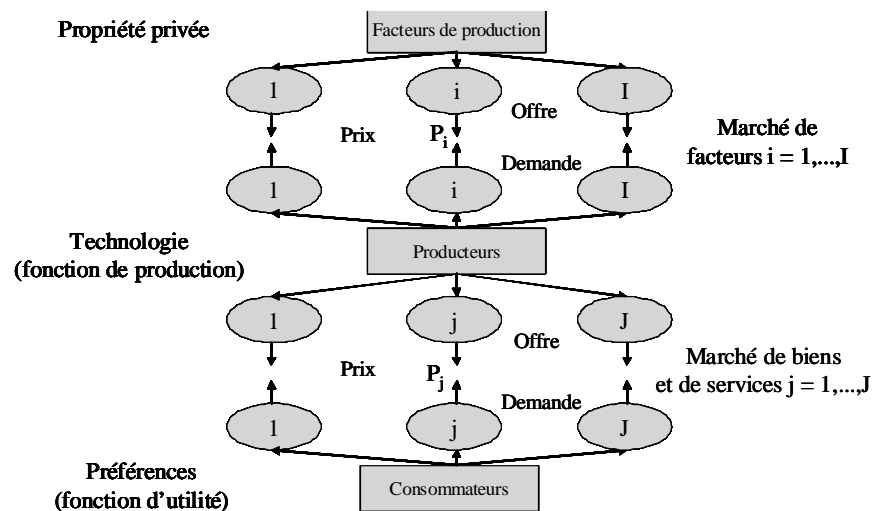 Propriété privée
Facteurs de production
1
i
I
Offre
Prix
P_i
Marché de
facteurs i = 1,...,I
Demande
1
i
I
Technologie
(fonction de production)
Producteurs
1
j
J
Offre
Prix
P_j
Marché de biens
et de services j = 1,...,J
Demande
1
j
J
Préférences
(fonction d’utilité)
Consommateurs